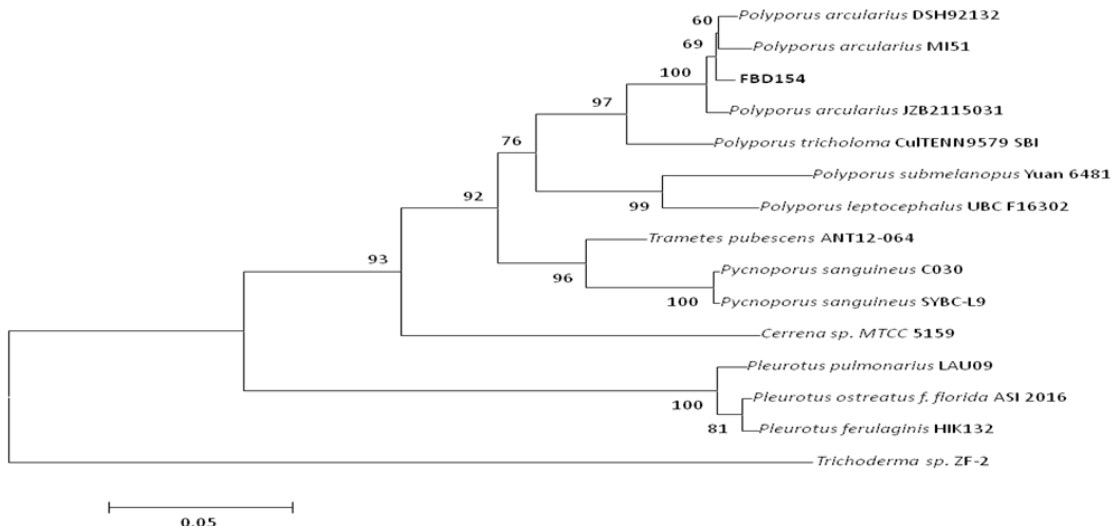 60
Polyporus arcularius DSH92132
69
Polyporus arcularius MI51
100
FBD154
97
Polyporus arcularius JZB2115031
76
Polyporus tricholoma CulTENN9579 SBI
Polyporus submelanopus Yuan 6481
92
99
Polyporus leptocephalus UBC F16302
Trametes pubescens ANT12-064
93
96
Pycnoporus sanguineus C030
100
Pycnoporus sanguineus SYBC-L9
Cerrena sp. MTCC 5159
Pleurotus pulmonarius LAU09
100
Pleurotus ostreatus f. florida ASI 2016
81
Pleurotus ferulaginis HIK132
Trichoderma sp. ZF-2
0.05